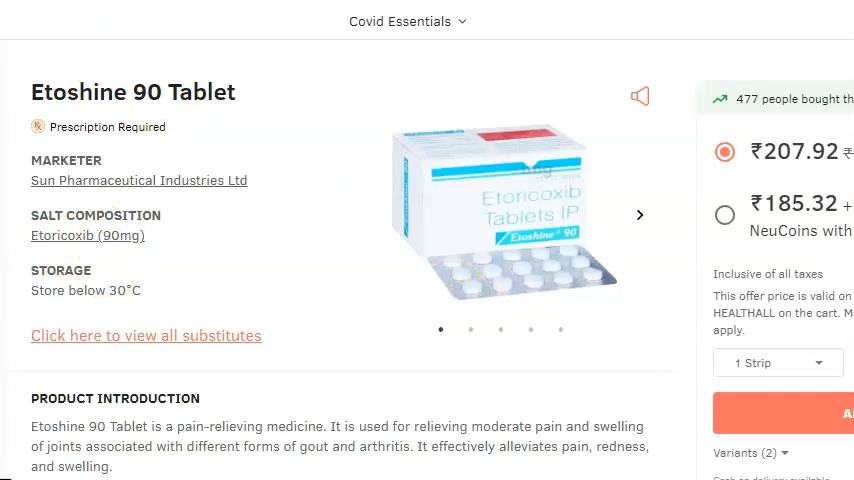 Covid Essentials
Etoshine 90 Tablet
Prescription Required
MARKETER
Sun Pharmaceutical Industries Ltd
SALT COMPOSITION
Etoricoxib (90mg)
STORAGE
Store below 30°C
Click here to view all substitutes
Etoricoxib
Tablets IP
Etoshine 90
477 people bought th
₹207.92
₹185.32 +
NeuCoins with
Inclusive of all taxes
This offer price is valid on
HEALTHALL on the cart. M
apply.
1 Strip
Variants (2)
PRODUCT INTRODUCTION
Etoshine 90 Tablet is a pain-relieving medicine. It is used for relieving moderate pain and swelling
of joints associated with different forms of gout and arthritis. It effectively alleviates pain, redness,
and swelling.